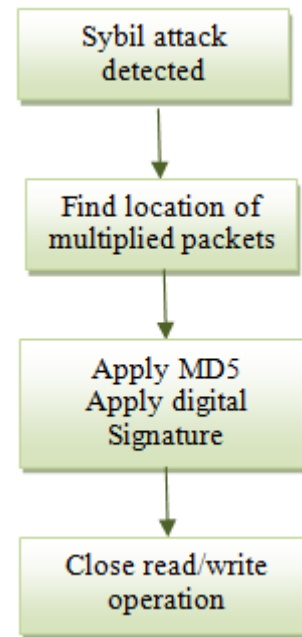 Sybil attack
detected
Find location of
multiplied packets
Apply MD5
Apply digital
Signature
Close read/write
operation